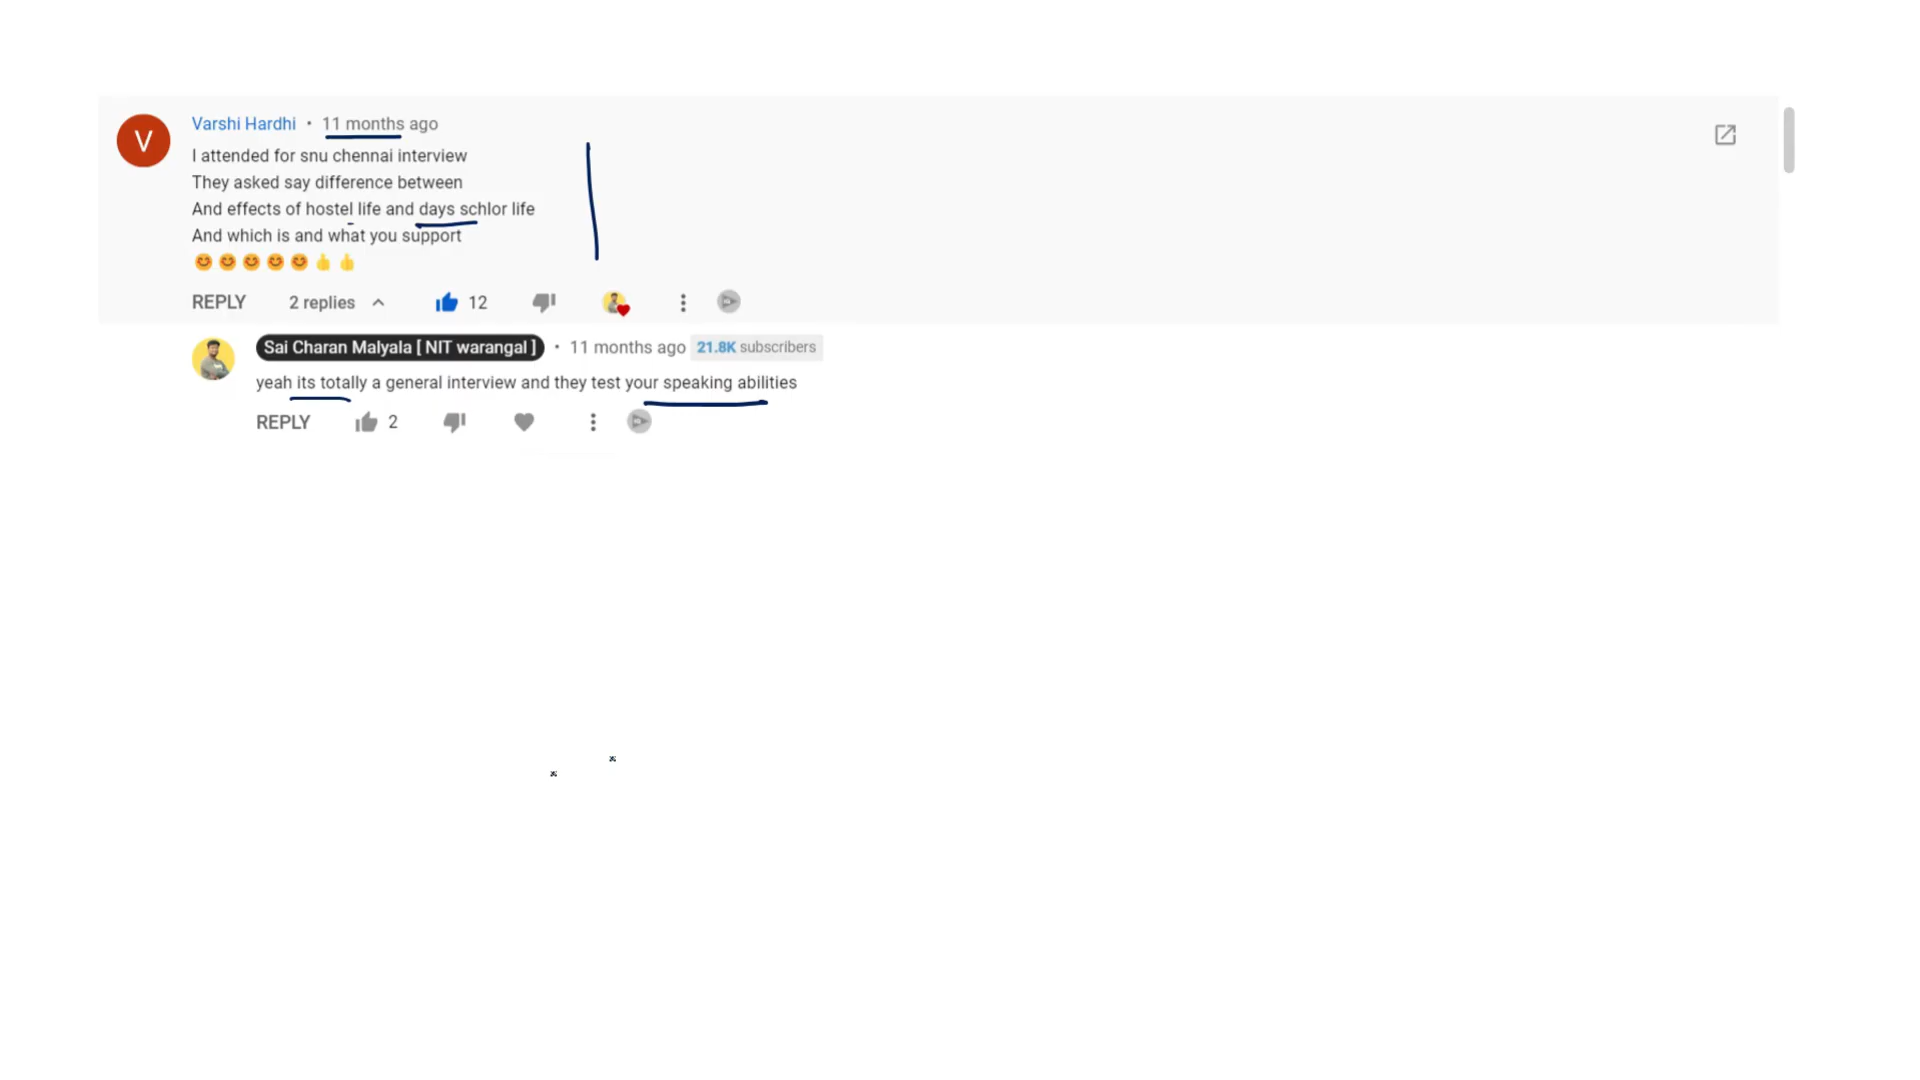 V
Varshi Hardhi • 11 months ago
I attended for snu chennai interview
They asked say difference between
And effects of hostel life and days schlor life
And which is and what you support
😊😊😊😊😊👍👍
REPLY 2 replies 12
Sai Charan Malyala [ NIT warangal ] • 11 months ago 21.8K subscribers
yeah its totally a general interview and they test your speaking abilities
REPLY 2